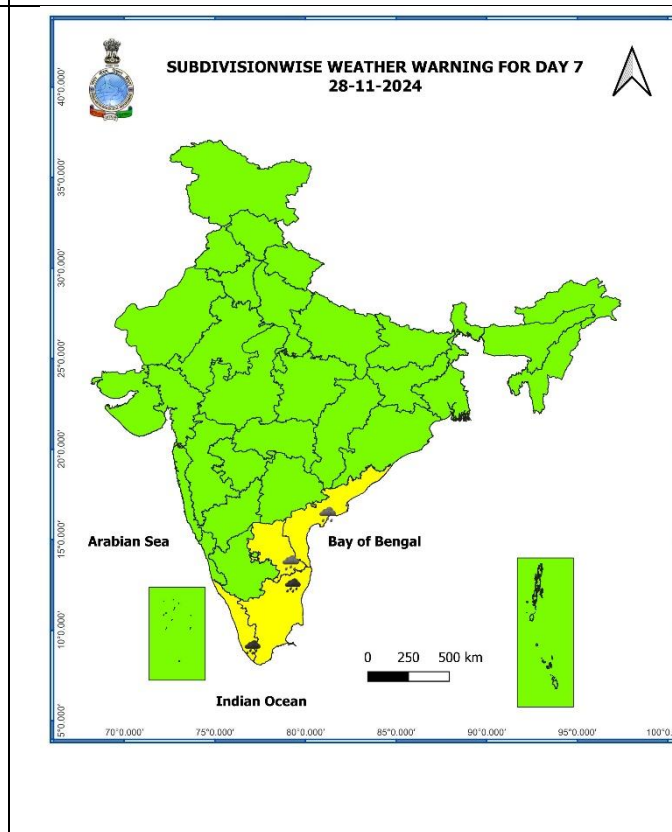 SUBDIVISIONWISE WEATHER WARNING FOR DAY 7
28-11-2024
40°0.000'
35°0.000'
30°0.000'
25°0.000'
20°0.000'
15°0.000'
10°0.000'
5°0.000'
Arabian Sea
Bay of Bengal
0 250 500 km
Indian Ocean
70°0.000' 75°0.000' 80°0.000' 85°0.000' 90°0.000' 95°0.000' 100°0.